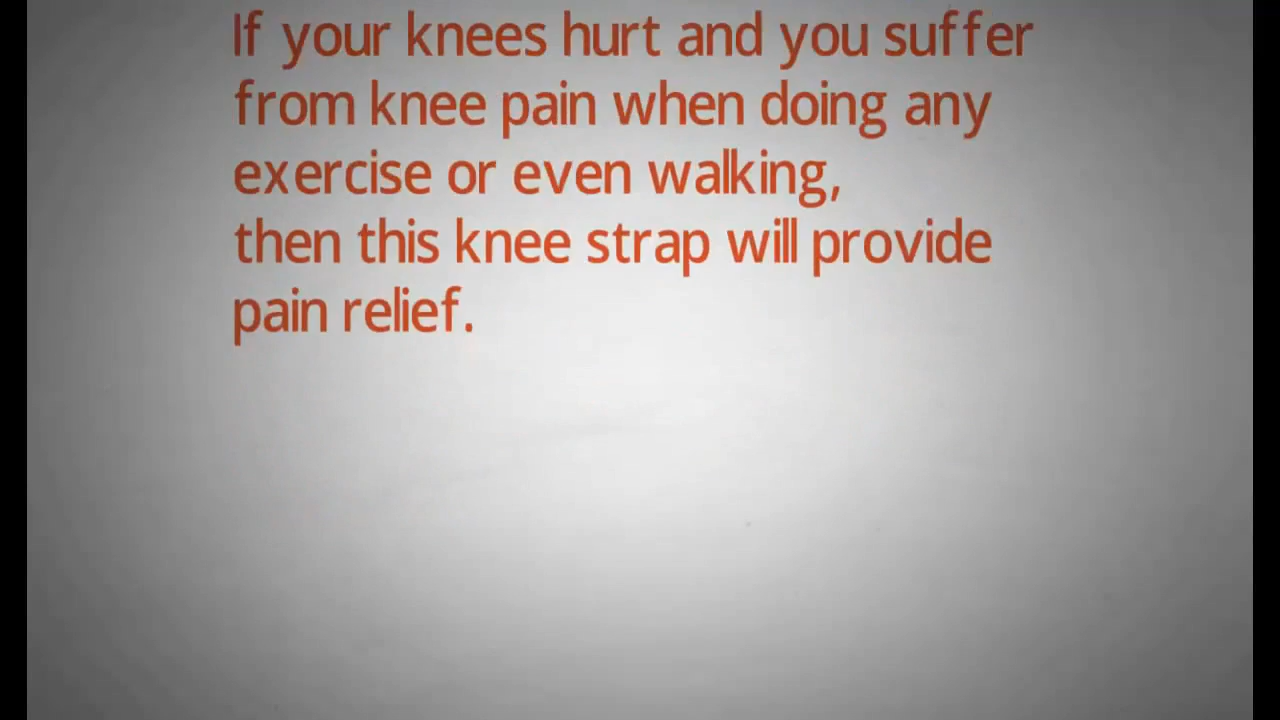 If your knees hurt and you suffer
from knee pain when doing any
exercise or even walking,
then this knee strap will provide
pain relief.